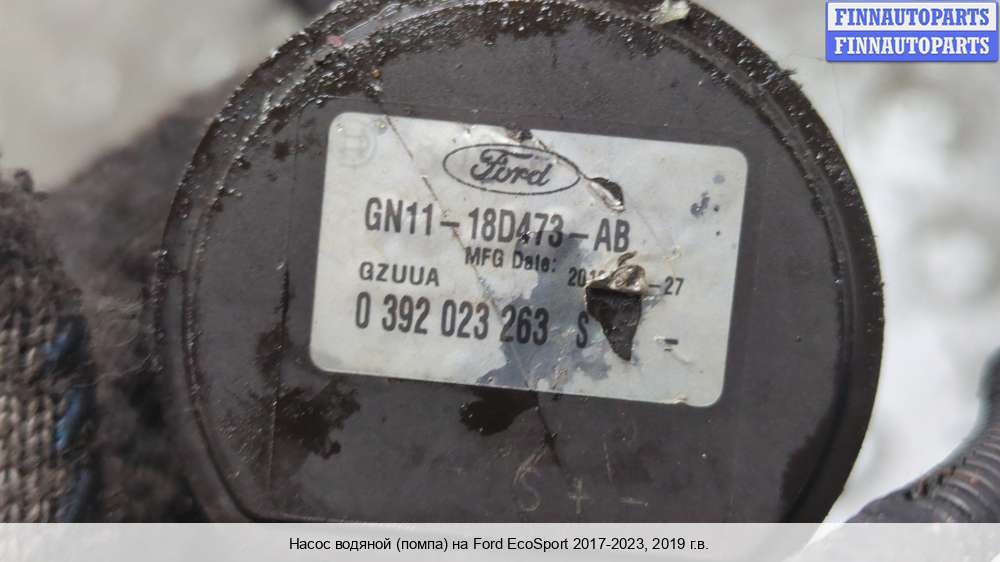 FINNAUTOPARTS
FINNAUTOPARTS
Ford
GN11-18D473-AB
MFG Date: -27
GZUUA
0 392 023 263 S -
S + -
Насос водяной (помпа) на Ford EcoSport 2017-2023, 2019 г.в.